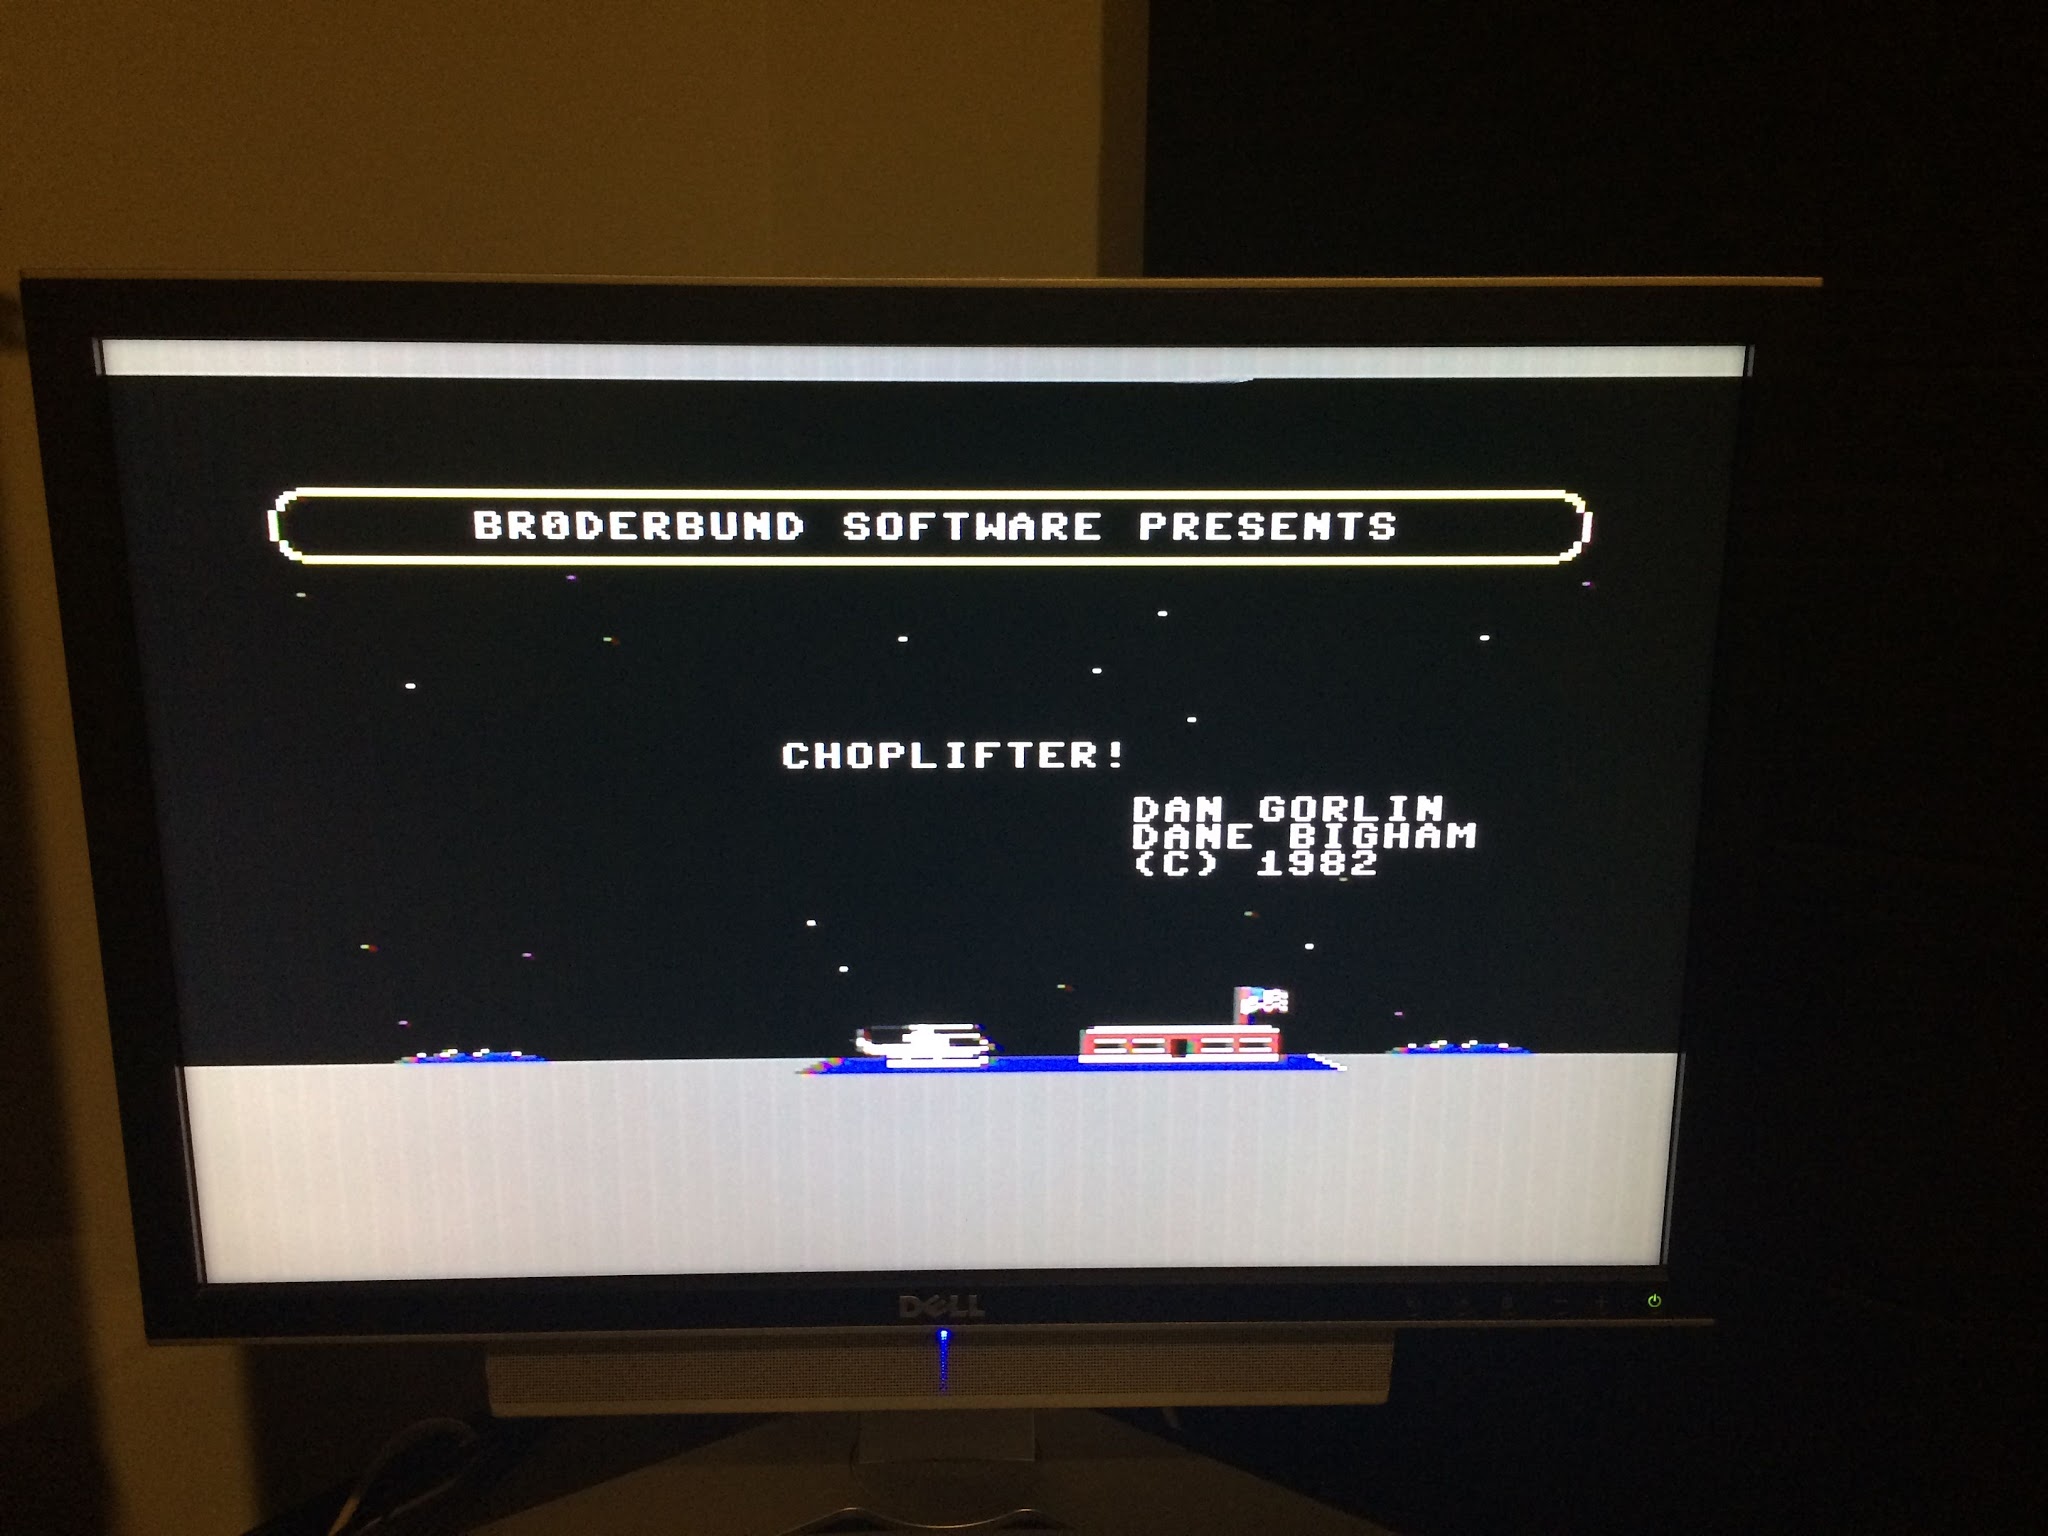 BRØDERBUND SOFTWARE PRESENTS
CHOPLIFTER!
DAN GORLIN
DANE BIGHAM
(C) 1982
DELL